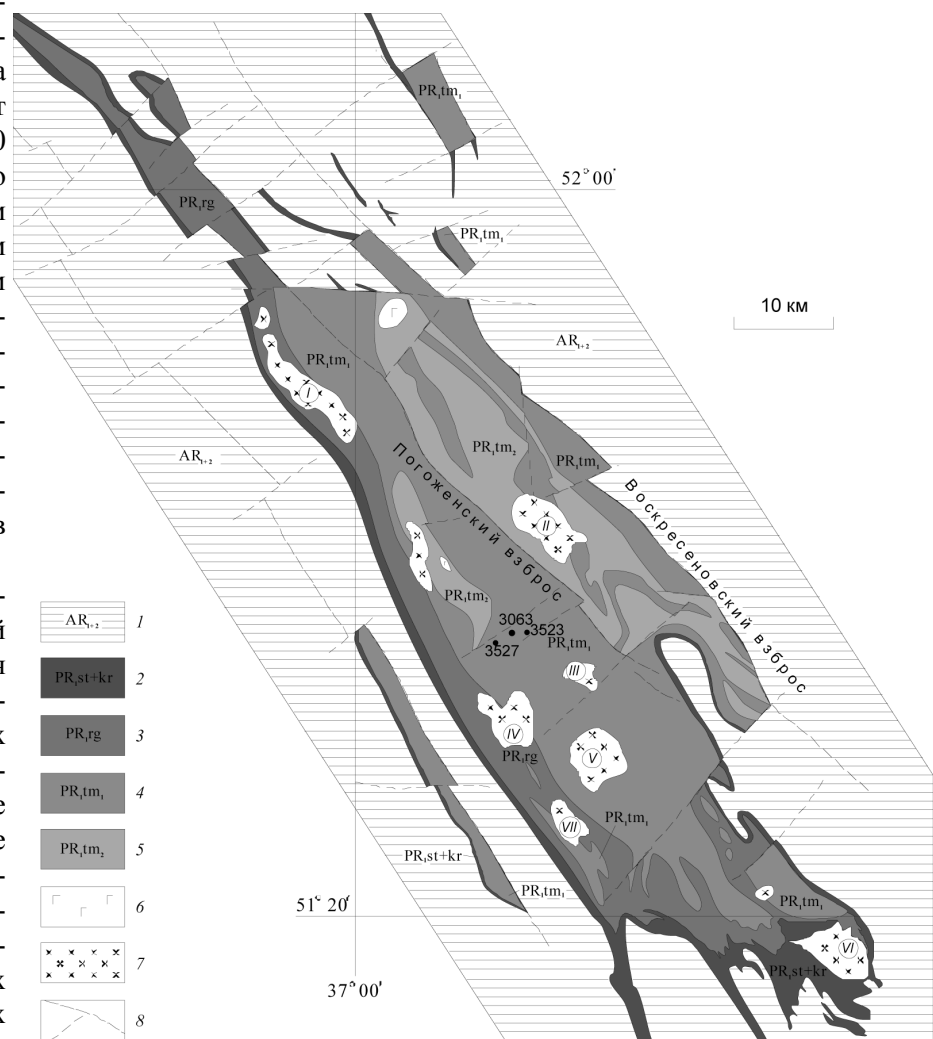 PR₁tm₁
52°00'
PR₁rg
PR₁tm₁
10 км
AR₁₊₂
PR₁tm₁
I
PR₁tm₂
PR₁tm₁
AR₁₊₂
Погоженский взброс
Воскресеновский взброс
II
PR₁tm₂
3063
3523
3527
PR₁tm₁
III
IV
PR₁rg
V
VII
PR₁tm₁
PR₁st+kr
PR₁tm₁
PR₁tm₁
51° 20'
VI
PR₁st+kr
37°00'
AR₁₊₂ 1
PR₁st+kr 2
PR₁rg 3
PR₁tm₁ 4
PR₁tm₂ 5
6
7
8